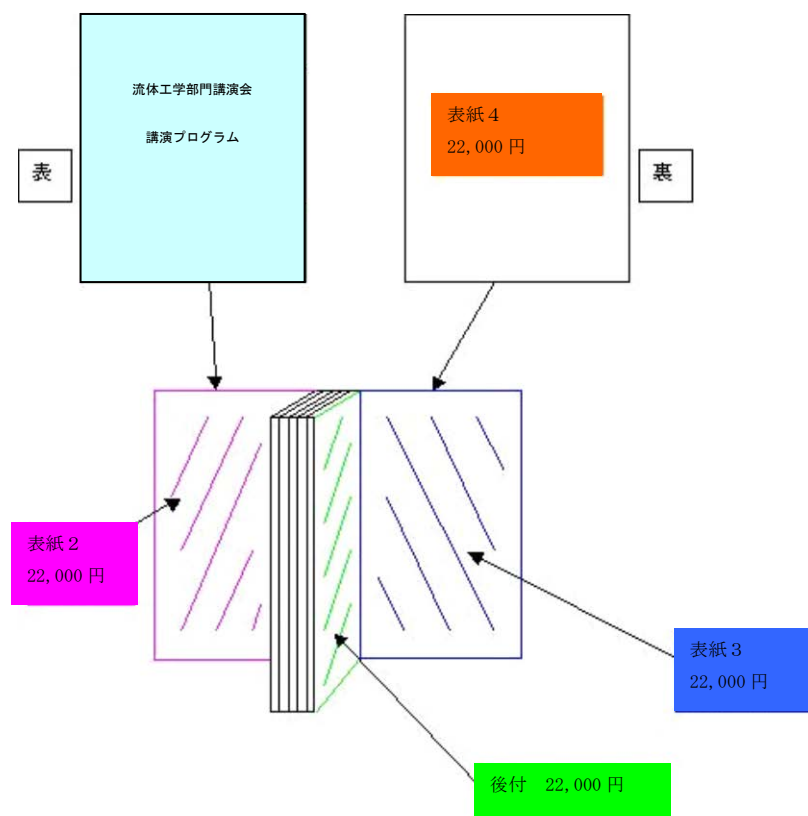 流体工学部門講演会
講演プログラム
表
表紙４
22,000 円
裏
表紙２
22,000 円
表紙３
22,000 円
後付　22,000 円